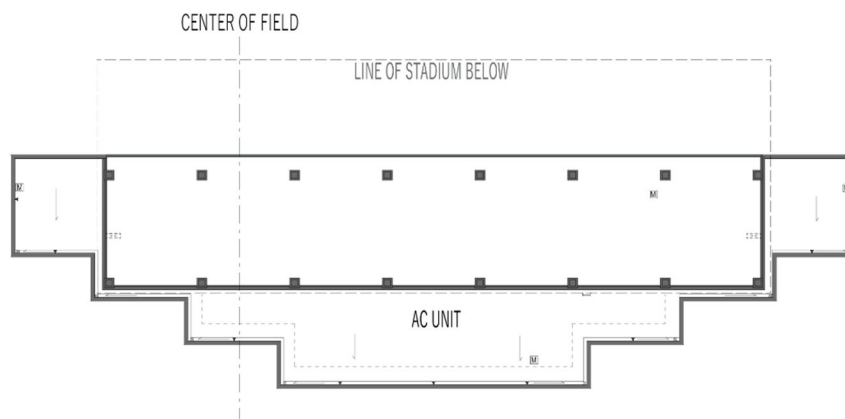 CENTER OF FIELD
LINE OF STADIUM BELOW
M
M
AC UNIT
M